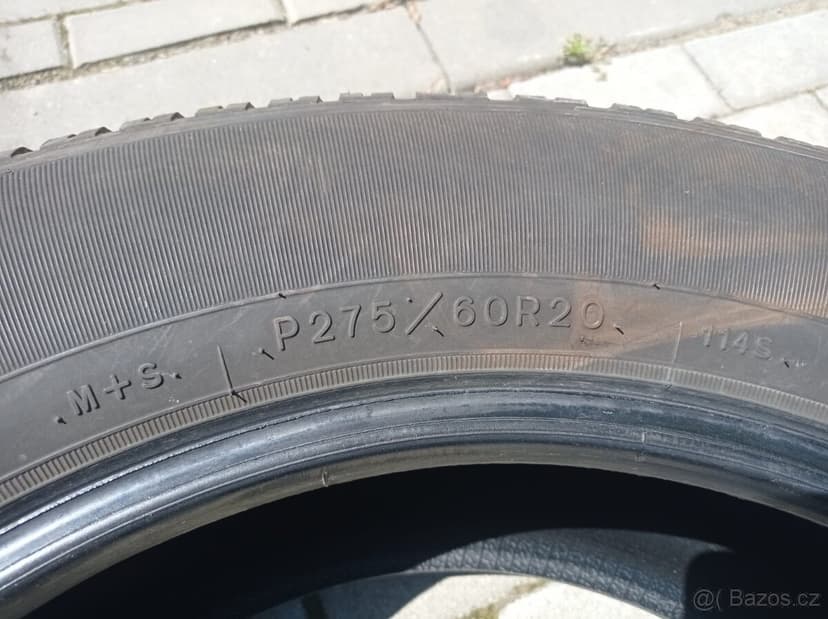 M+S
P275/60R20
114S
@( Bazos.cz